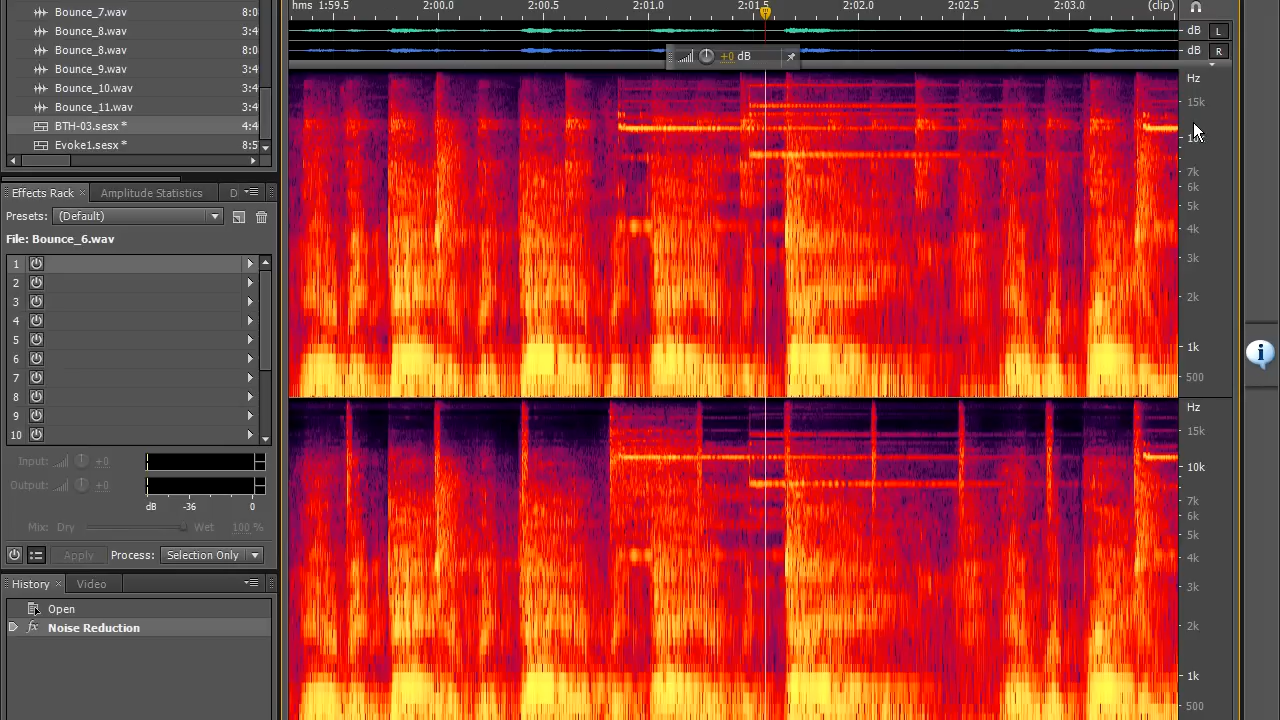 Bounce_7.wav 8:0
Bounce_8.wav 3:4
Bounce_8.wav 8:0
Bounce_9.wav 3:4
Bounce_10.wav 3:4
Bounce_11.wav 3:4
BTH-03.sesx * 4:4
Evoke1.sesx * 8:5
Effects Rack × Amplitude Statistics D
Presets: (Default)
File: Bounce_6.wav
1
2
3
4
5
6
7
8
9
10
Input: +0
Output: +0
dB -36 0
Mix: Dry Wet 100 %
Apply Process: Selection Only
History × Video
Open
fx Noise Reduction
hms 1:59.5 2:00.0 2:00.5 2:01.0 2:01.5 2:02.0 2:02.5 2:03.0 (clip)
dB L
dB R
+0 dB
Hz
15k
7k
6k
5k
4k
3k
2k
1k
500
Hz
15k
10k
7k
6k
5k
4k
3k
2k
1k
500